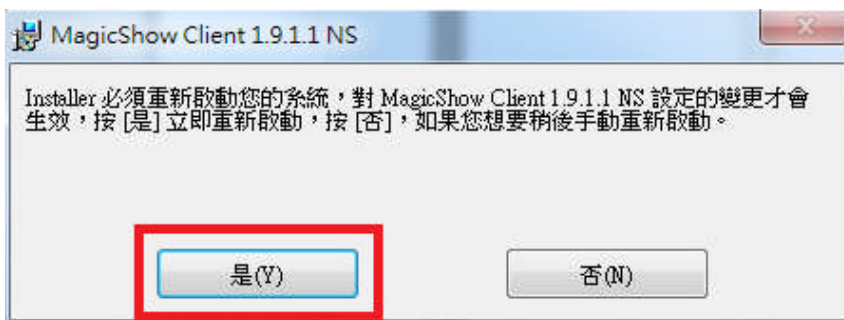 MagicShow Client 1.9.1.1 NS
Installer 必須重新啟動您的系統，對 MagicShow Client 1.9.1.1 NS 設定的變更才會
生效，按 [是] 立即重新啟動，按 [否]，如果您想要稍後手動重新啟動。
是(Y) 否(N)